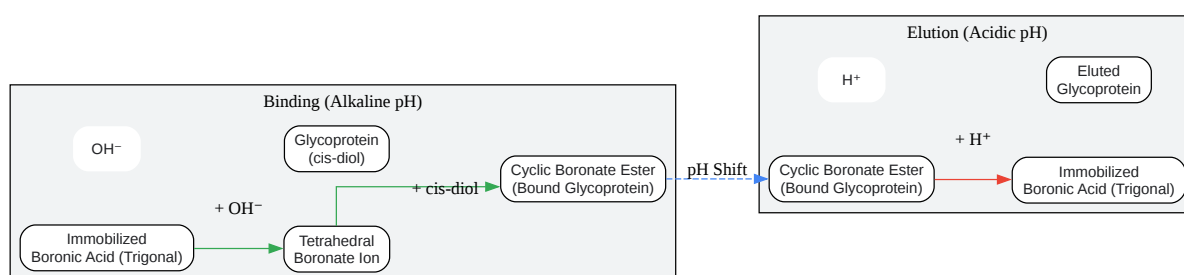 Binding (Alkaline pH)
OH⁻
Glycoprotein
(cis-diol)
+ cis-diol
Cyclic Boronate Ester
(Bound Glycoprotein)
+ OH⁻
Immobilized
Boronic Acid (Trigonal)
Tetrahedral
Boronate Ion
pH Shift
Elution (Acidic pH)
H⁺
Eluted
Glycoprotein
+ H⁺
Cyclic Boronate Ester
(Bound Glycoprotein)
Immobilized
Boronic Acid (Trigonal)